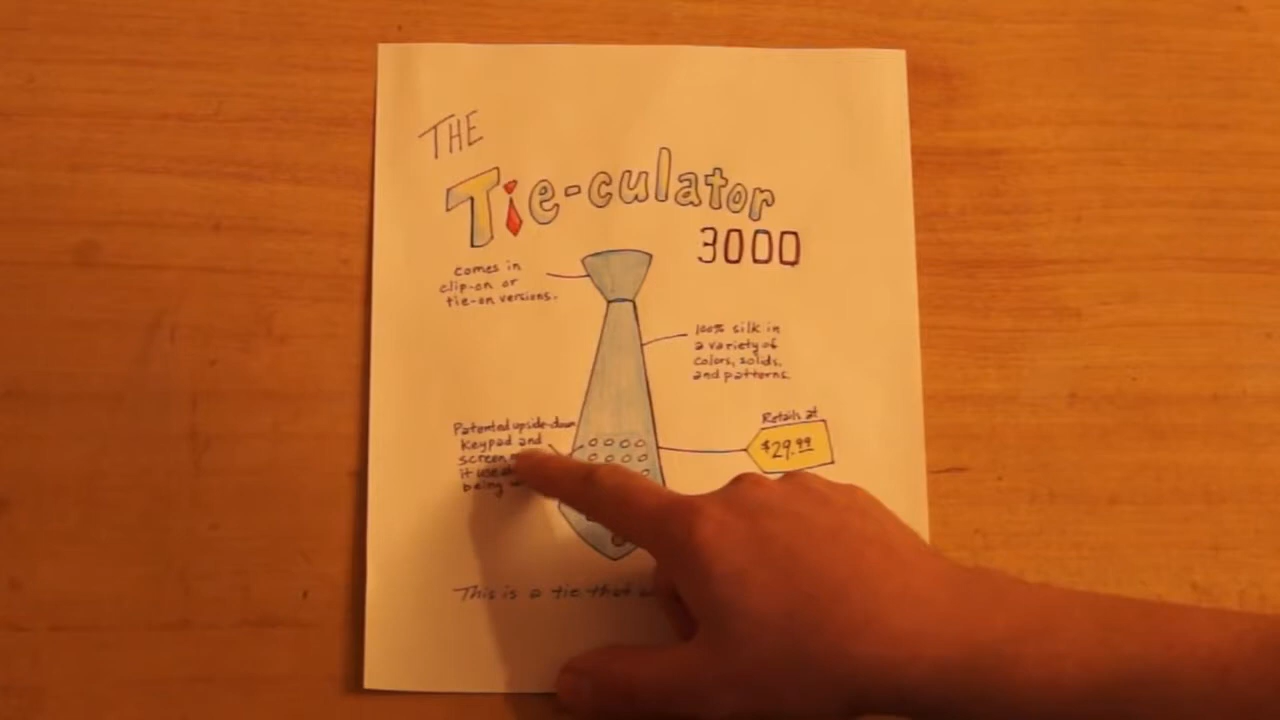 THE
Tie-culator
3000
comes in
clip-on or
tie-on versions.
100% silk in
a variety of
colors, solids,
and patterns.
Retails at
$29.99
Patented upside-down
Keypad and
screen
it use
being
This is a tie that